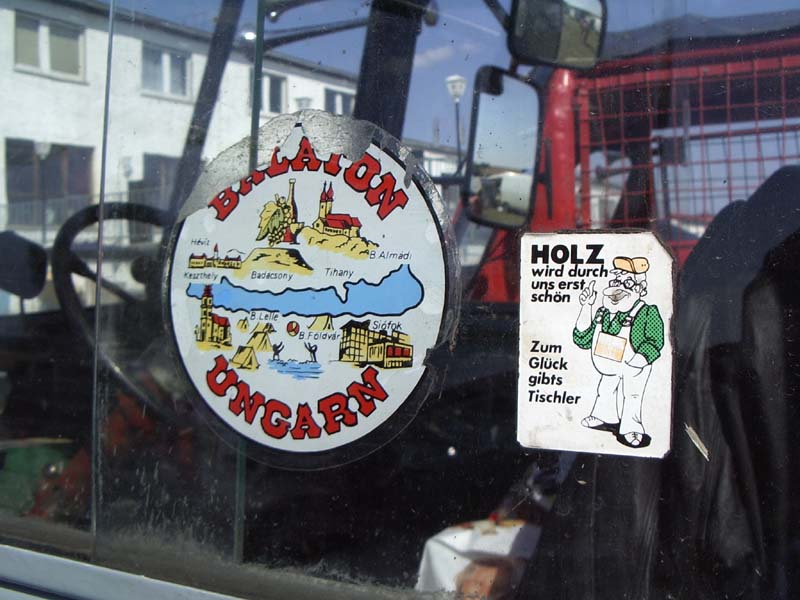 BALATON
Hévíz
B.Almádi
Keszthely
Badacsony
Tihany
B.Lelle
B.Földvár
Siófok
UNGARN
HOLZ
wird durch
uns erst
schön
Zum
Glück
gibts
Tischler